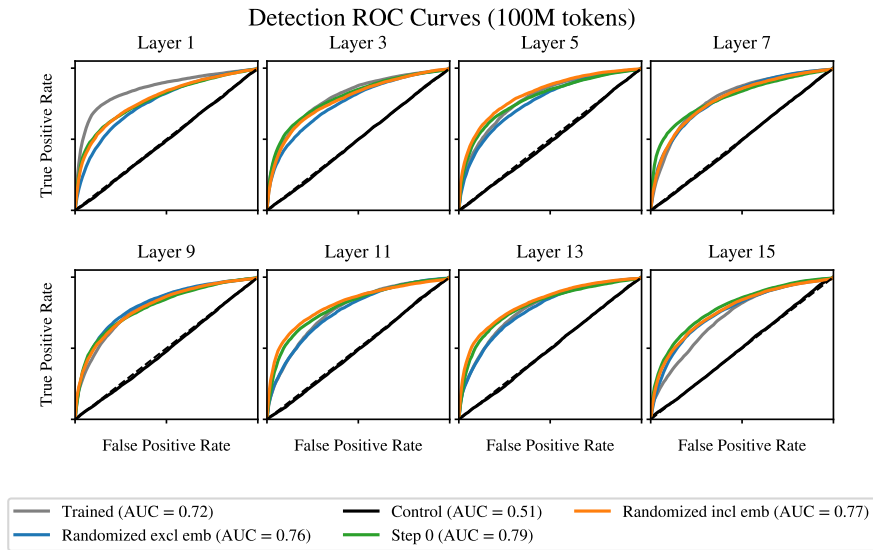 Detection ROC Curves (100M tokens)
Layer 1
Layer 3
Layer 5
Layer 7
True Positive Rate
Layer 9
Layer 11
Layer 13
Layer 15
True Positive Rate
False Positive Rate
False Positive Rate
False Positive Rate
False Positive Rate
Trained (AUC = 0.72)
Control (AUC = 0.51)
Randomized incl emb (AUC = 0.77)
Randomized excl emb (AUC = 0.76)
Step 0 (AUC = 0.79)